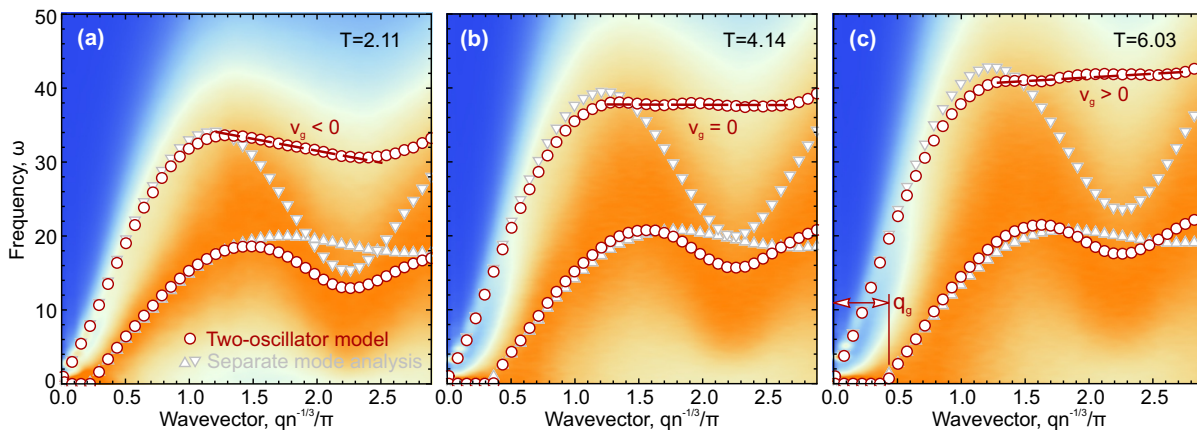 50
40
30
20
10
0
Frequency, ω
(a)
T=2.11
v_g < 0
Two-oscillator model
Separate mode analysis
0.0 0.5 1.0 1.5 2.0 2.5
Wavevector, qn^-1/3/π
(b)
T=4.14
v_g = 0
0.0 0.5 1.0 1.5 2.0 2.5
Wavevector, qn^-1/3/π
(c)
T=6.03
v_g > 0
q_g
0.0 0.5 1.0 1.5 2.0 2.5
Wavevector, qn^-1/3/π